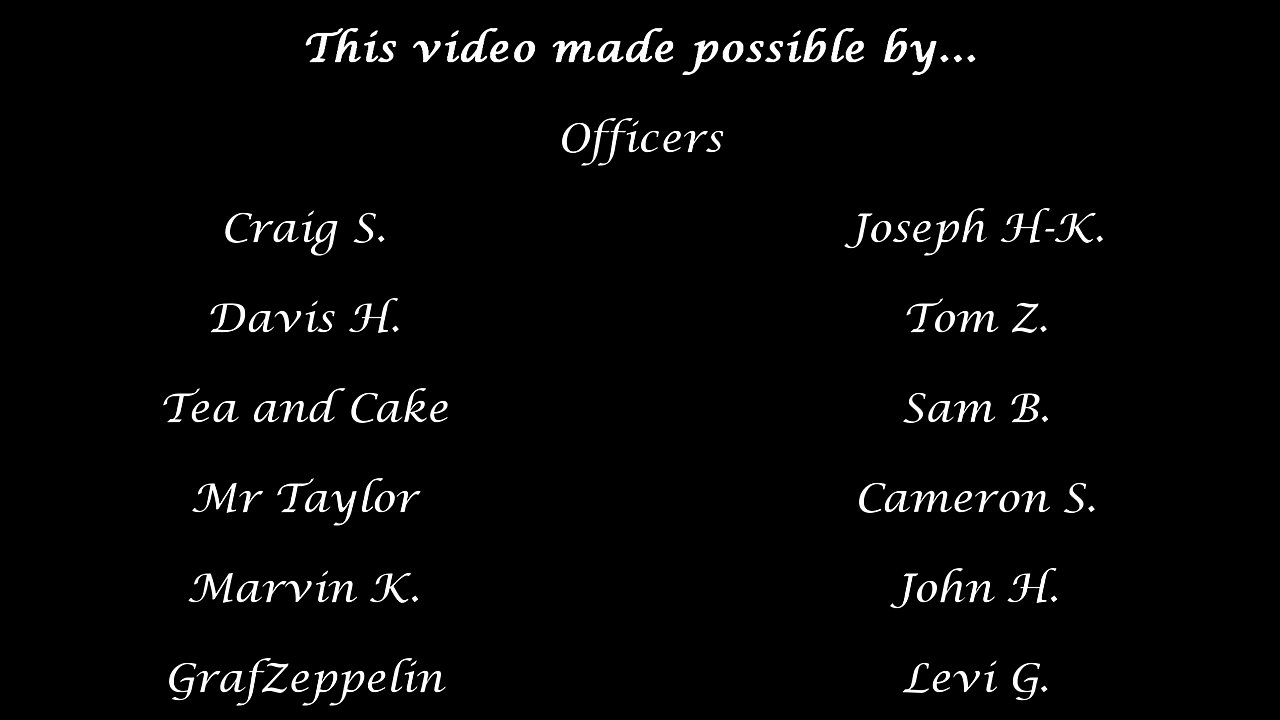 This video made possible by...
Officers
Craig S. Joseph H-K.
Davis H. Tom Z.
Tea and Cake Sam B.
Mr Taylor Cameron S.
Marvin K. John H.
GrafZeppelin Levi G.